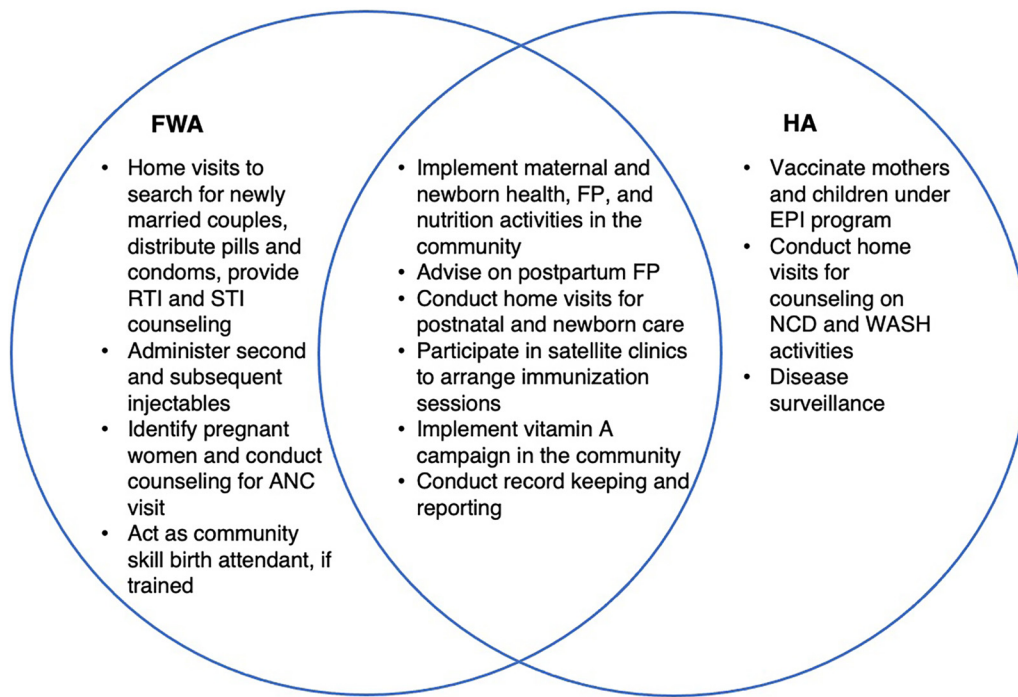 FWA
• Home visits to
search for newly
married couples,
distribute pills and
condoms, provide
RTI and STI
counseling
• Administer second
and subsequent
injectables
• Identify pregnant
women and conduct
counseling for ANC
visit
• Act as community
skill birth attendant, if
trained
• Implement maternal and
newborn health, FP, and
nutrition activities in the
community
• Advise on postpartum FP
• Conduct home visits for
postnatal and newborn care
• Participate in satellite clinics
to arrange immunization
sessions
• Implement vitamin A
campaign in the community
• Conduct record keeping and
reporting
HA
• Vaccinate mothers
and children under
EPI program
• Conduct home
visits for
counseling on
NCD and WASH
activities
• Disease
surveillance